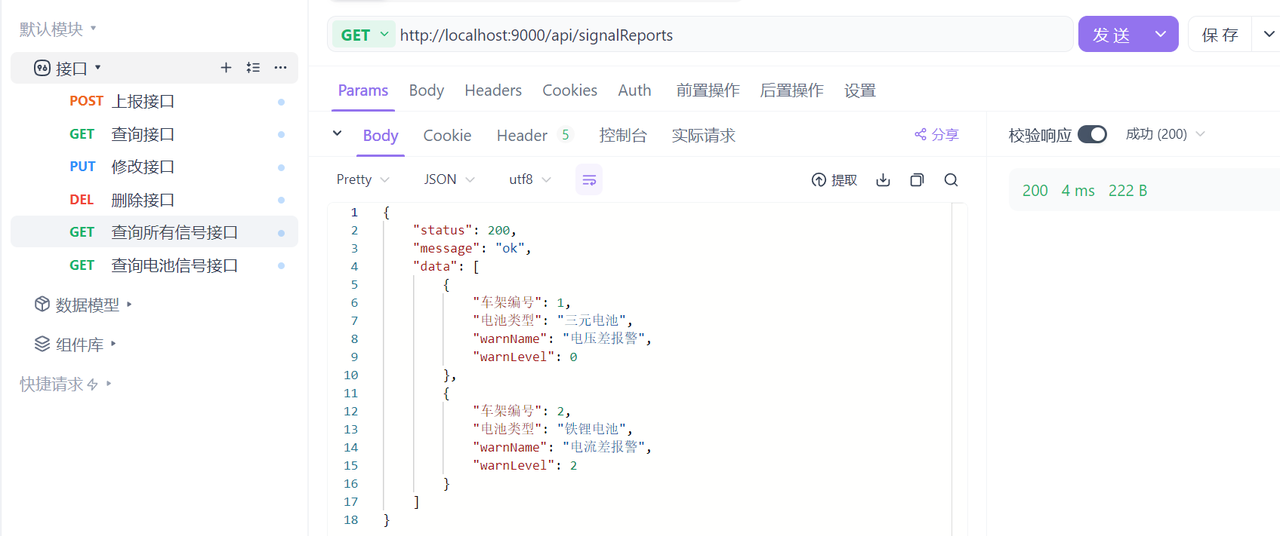 默认模块
接口
POST 上报接口
GET 查询接口
PUT 修改接口
DEL 删除接口
GET 查询所有信号接口
GET 查询电池信号接口
数据模型
组件库
快捷请求
GET http://localhost:9000/api/signalReports
发 送
保 存
Params Body Headers Cookies Auth 前置操作 后置操作 设置
Body Cookie Header 5 控制台 实际请求
分享
Pretty JSON utf8
提取
1 {
2 "status": 200,
3 "message": "ok",
4 "data": [
5 {
6 "车架编号": 1,
7 "电池类型": "三元电池",
8 "warnName": "电压差报警",
9 "warnLevel": 0
10 },
11 {
12 "车架编号": 2,
13 "电池类型": "铁锂电池",
14 "warnName": "电流差报警",
15 "warnLevel": 2
16 }
17 ]
18 }
校验响应 成功 (200)
200 4 ms 222 B